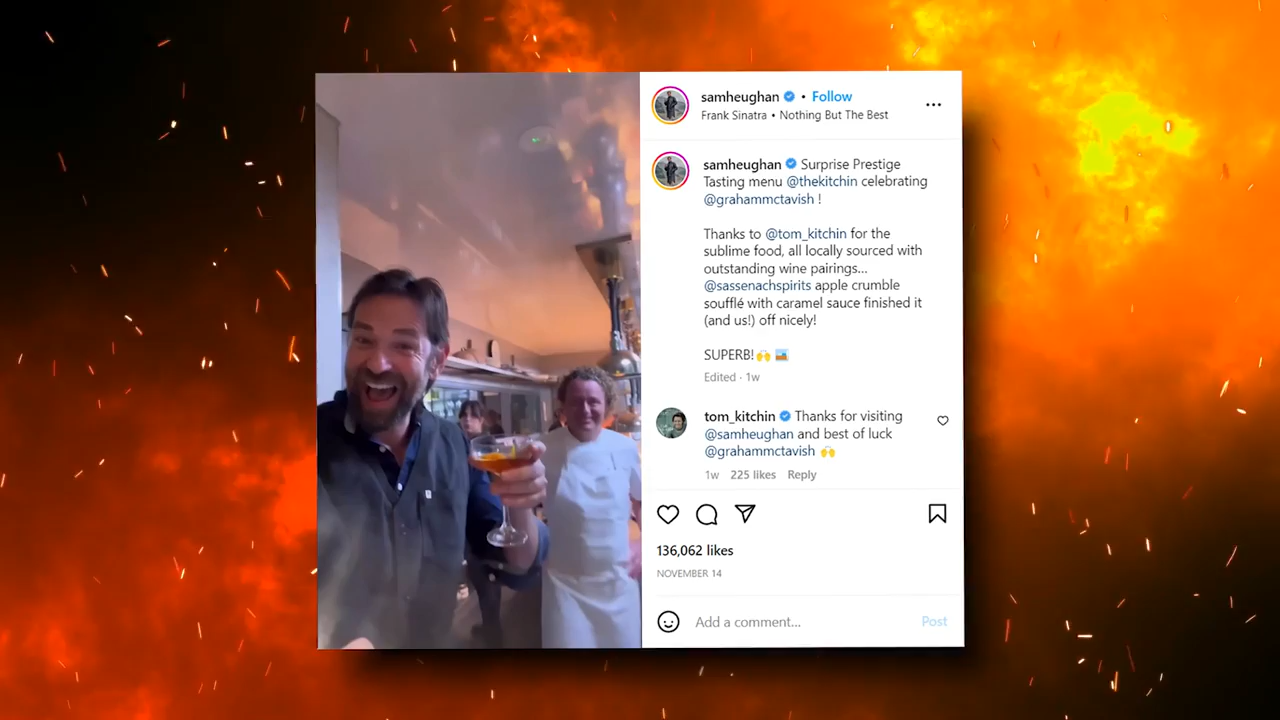 samheughan • Follow
Frank Sinatra • Nothing But The Best
samheughan Surprise Prestige
Tasting menu @thekitchin celebrating
@grahammctavish !
Thanks to @tom_kitchin for the
sublime food, all locally sourced with
outstanding wine pairings...
@sassenachspirits apple crumble
soufflé with caramel sauce finished it
(and us!) off nicely!
SUPERB!🙌
Edited · 1w
tom_kitchin Thanks for visiting
@samheughan and best of luck
@grahammctavish 🙌
1w 225 likes Reply
136,062 likes
NOVEMBER 14
Add a comment... Post